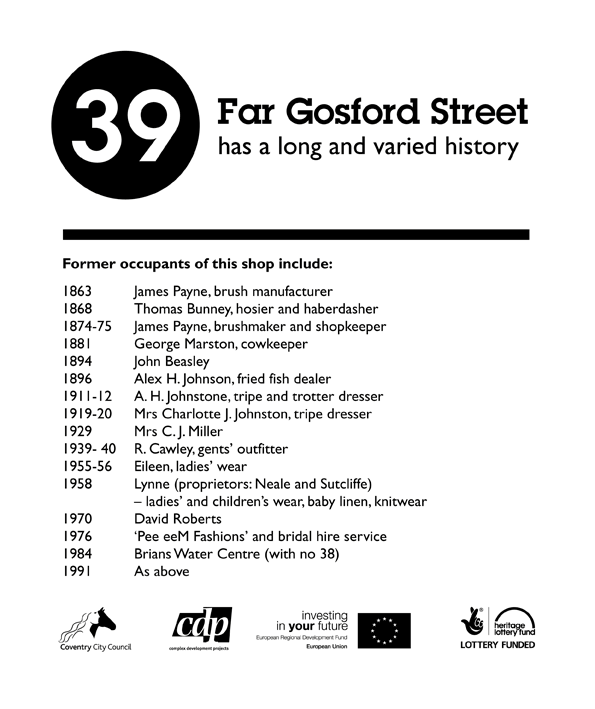 39
Far Gosford Street
has a long and varied history
Former occupants of this shop include:
1863 James Payne, brush manufacturer
1868 Thomas Bunney, hosier and haberdasher
1874-75 James Payne, brushmaker and shopkeeper
1881 George Marston, cowkeeper
1894 John Beasley
1896 Alex H. Johnson, fried fish dealer
1911-12 A. H. Johnstone, tripe and trotter dresser
1919-20 Mrs Charlotte J. Johnston, tripe dresser
1929 Mrs C. J. Miller
1939- 40 R. Cawley, gents' outfitter
1955-56 Eileen, ladies' wear
1958 Lynne (proprietors: Neale and Sutcliffe)
– ladies' and children's wear, baby linen, knitwear
1970 David Roberts
1976 'Pee eeM Fashions' and bridal hire service
1984 Brians Water Centre (with no 38)
1991 As above
Coventry City Council
cdp
complex development projects
investing
in your future
European Regional Development Fund
European Union
heritage
lottery fund
LOTTERY FUNDED